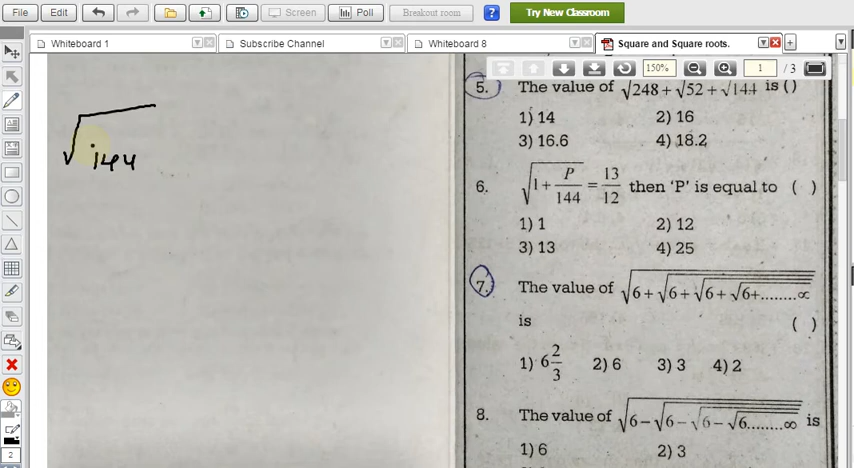 File Edit Screen Poll Breakout room ? Try New Classroom
Whiteboard 1 Subscribe Channel Whiteboard 8 Square and Square roots.
150% 1 / 3
√144
5. The value of √248 + √52 + √144 is ()
1) 14 2) 16
3) 16.6 4) 18.2
6. √1 + P/144 = 13/12 then 'P' is equal to ( )
1) 1 2) 12
3) 13 4) 25
7. The value of √6 + √6 + √6 + √6+........∝
is ( )
1) 6 2/3 2) 6 3) 3 4) 2
8. The value of √6 − √6 − √6 − √6........∞ is
1) 6 2) 3
2